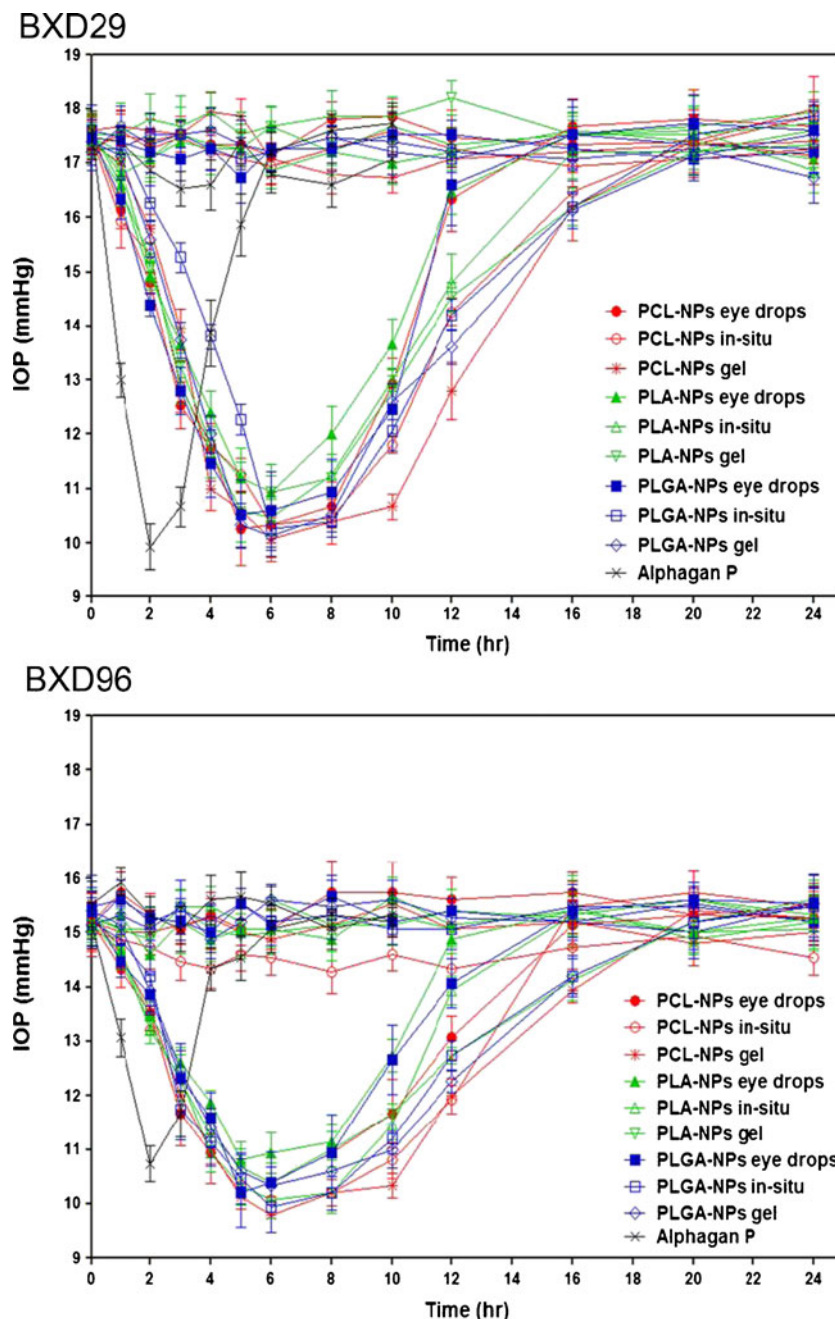 BXD29
19
18
17
16
15
14
13
12
11
10
9
IOP (mmHg)
0 2 4 6 8 10 12 14 16 18 20 22 24
Time (hr)
PCL-NPs eye drops
PCL-NPs in-situ
PCL-NPs gel
PLA-NPs eye drops
PLA-NPs in-situ
PLA-NPs gel
PLGA-NPs eye drops
PLGA-NPs in-situ
PLGA-NPs gel
Alphagan P
BXD96
19
18
17
16
15
14
13
12
11
10
9
IOP (mmHg)
0 2 4 6 8 10 12 14 16 18 20 22 24
Time (hr)
PCL-NPs eye drops
PCL-NPs in-situ
PCL-NPs gel
PLA-NPs eye drops
PLA-NPs in-situ
PLA-NPs gel
PLGA-NPs eye drops
PLGA-NPs in-situ
PLGA-NPs gel
Alphagan P